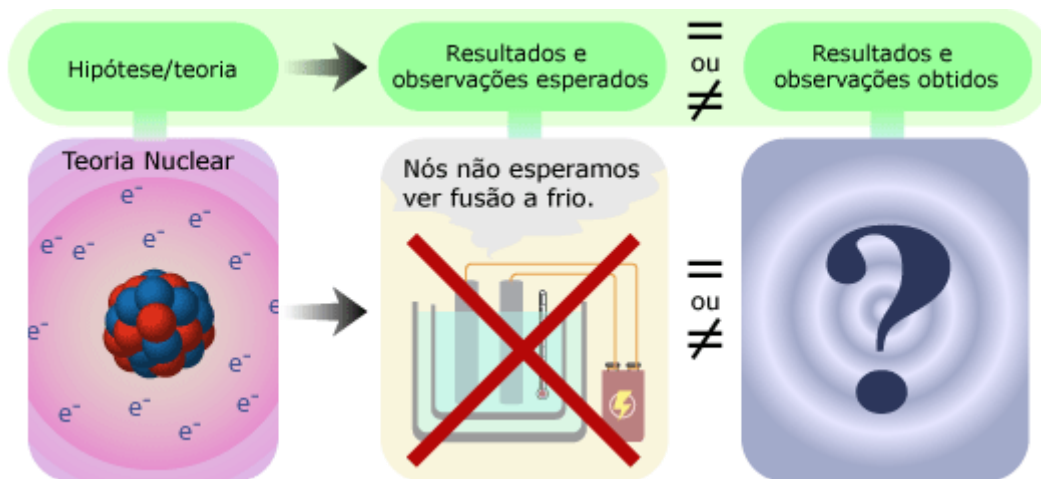 Hipótese/teoria
Resultados e
observações esperados
=
ou
≠
Resultados e
observações obtidos
Teoria Nuclear
e-
e-
e-
e-
e-
e-
e-
e-
e-
e-
e-
e-
e-
Nós não esperamos
ver fusão a frio.
=
ou
≠
?